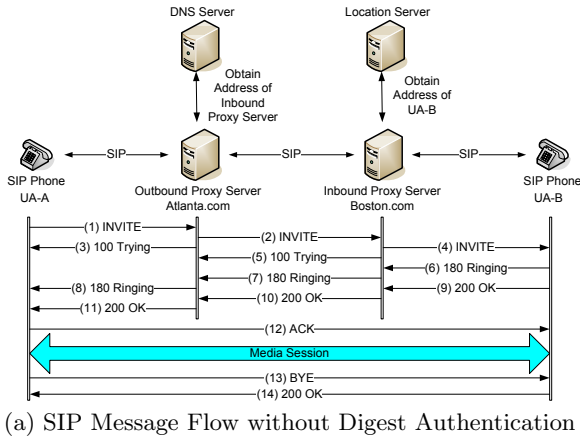 DNS Server
Location Server
Obtain
Address of
Inbound
Proxy Server
Obtain
Address of
UA-B
SIP
SIP
SIP
SIP Phone
UA-A
Outbound Proxy Server
Atlanta.com
Inbound Proxy Server
Boston.com
SIP Phone
UA-B
(1) INVITE
(2) INVITE
(3) 100 Trying
(4) INVITE
(5) 100 Trying
(6) 180 Ringing
(7) 180 Ringing
(8) 180 Ringing
(9) 200 OK
(10) 200 OK
(11) 200 OK
(12) ACK
Media Session
(13) BYE
(14) 200 OK
(a) SIP Message Flow without Digest Authentication